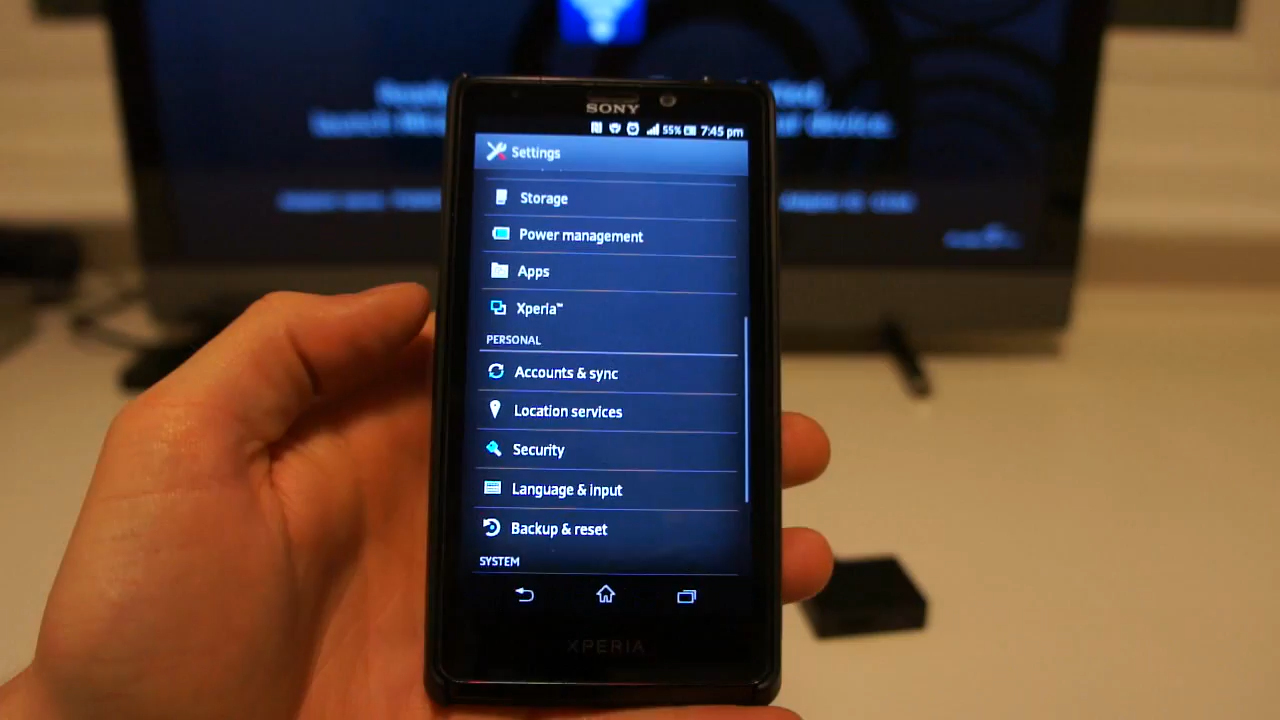 SONY
55% 7:45 pm
Settings
Storage
Power management
Apps
Xperia™
PERSONAL
Accounts & sync
Location services
Security
Language & input
Backup & reset
SYSTEM
XPERIA